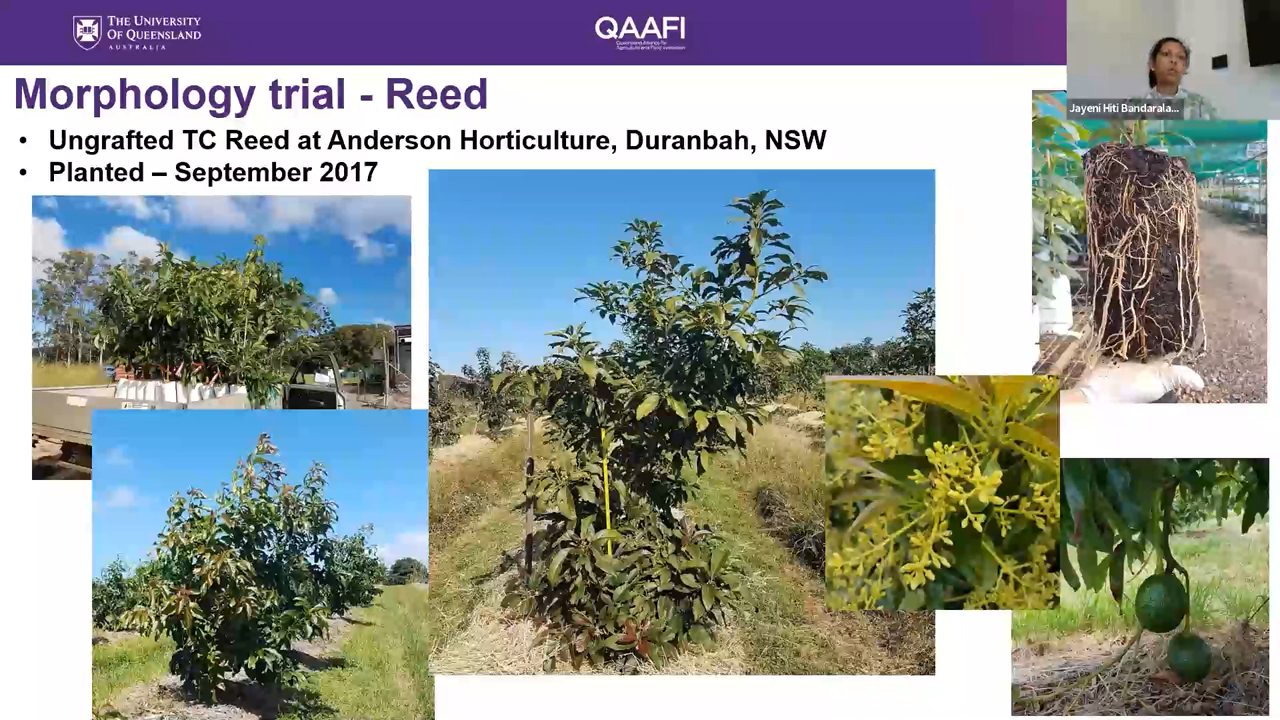 THE UNIVERSITY
OF QUEENSLAND
AUSTRALIA
QAAFI
Queensland Alliance for
Agriculture and Food Innovation
Jayeni Hiti Bandarala...
Morphology trial - Reed
• Ungrafted TC Reed at Anderson Horticulture, Duranbah, NSW
• Planted – September 2017